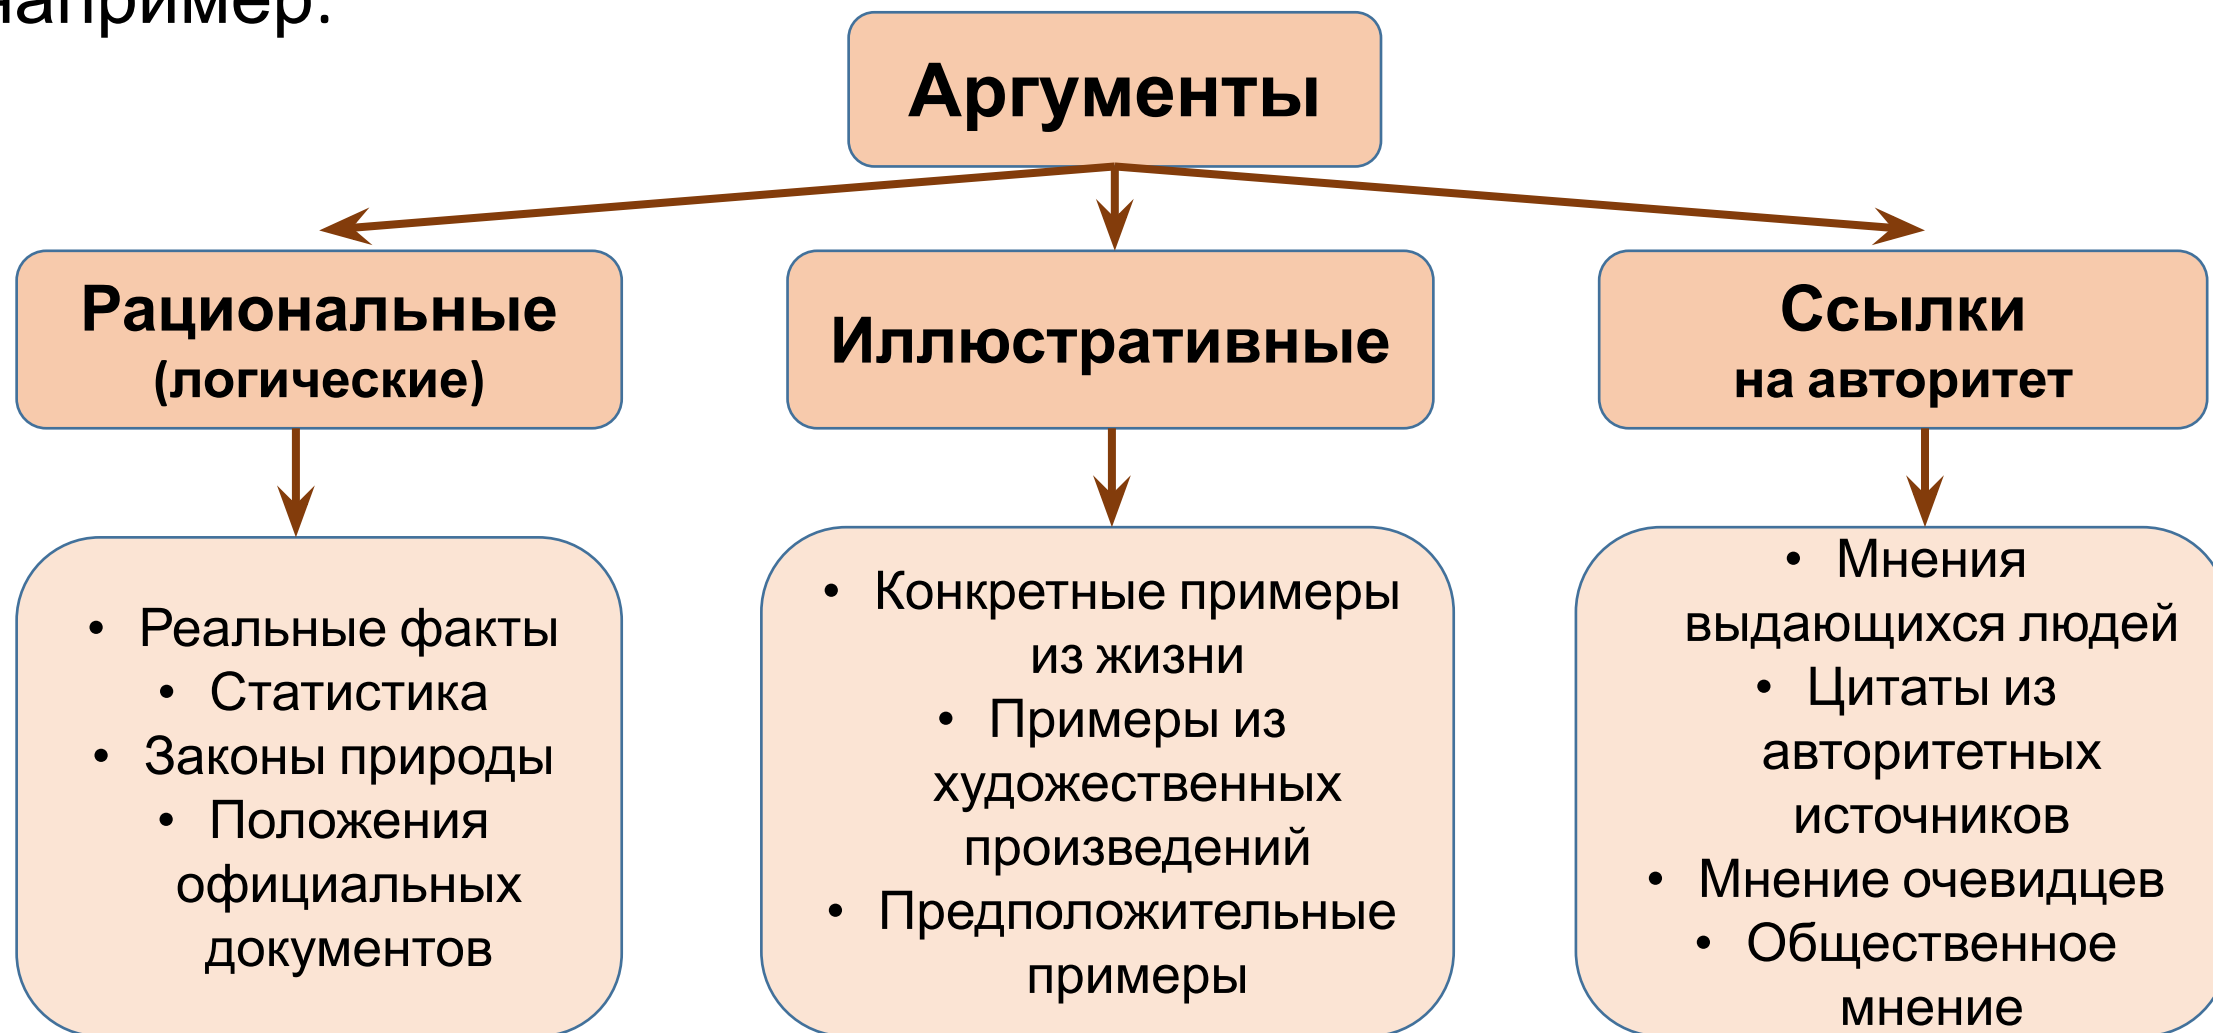 например:
Аргументы
Рациональные
(логические)
Иллюстративные
Ссылки
на авторитет
• Реальные факты
• Статистика
• Законы природы
• Положения
официальных
документов
• Конкретные примеры
из жизни
• Примеры из
художественных
произведений
• Предположительные
примеры
• Мнения
выдающихся людей
• Цитаты из
авторитетных
источников
• Мнение очевидцев
• Общественное
мнение